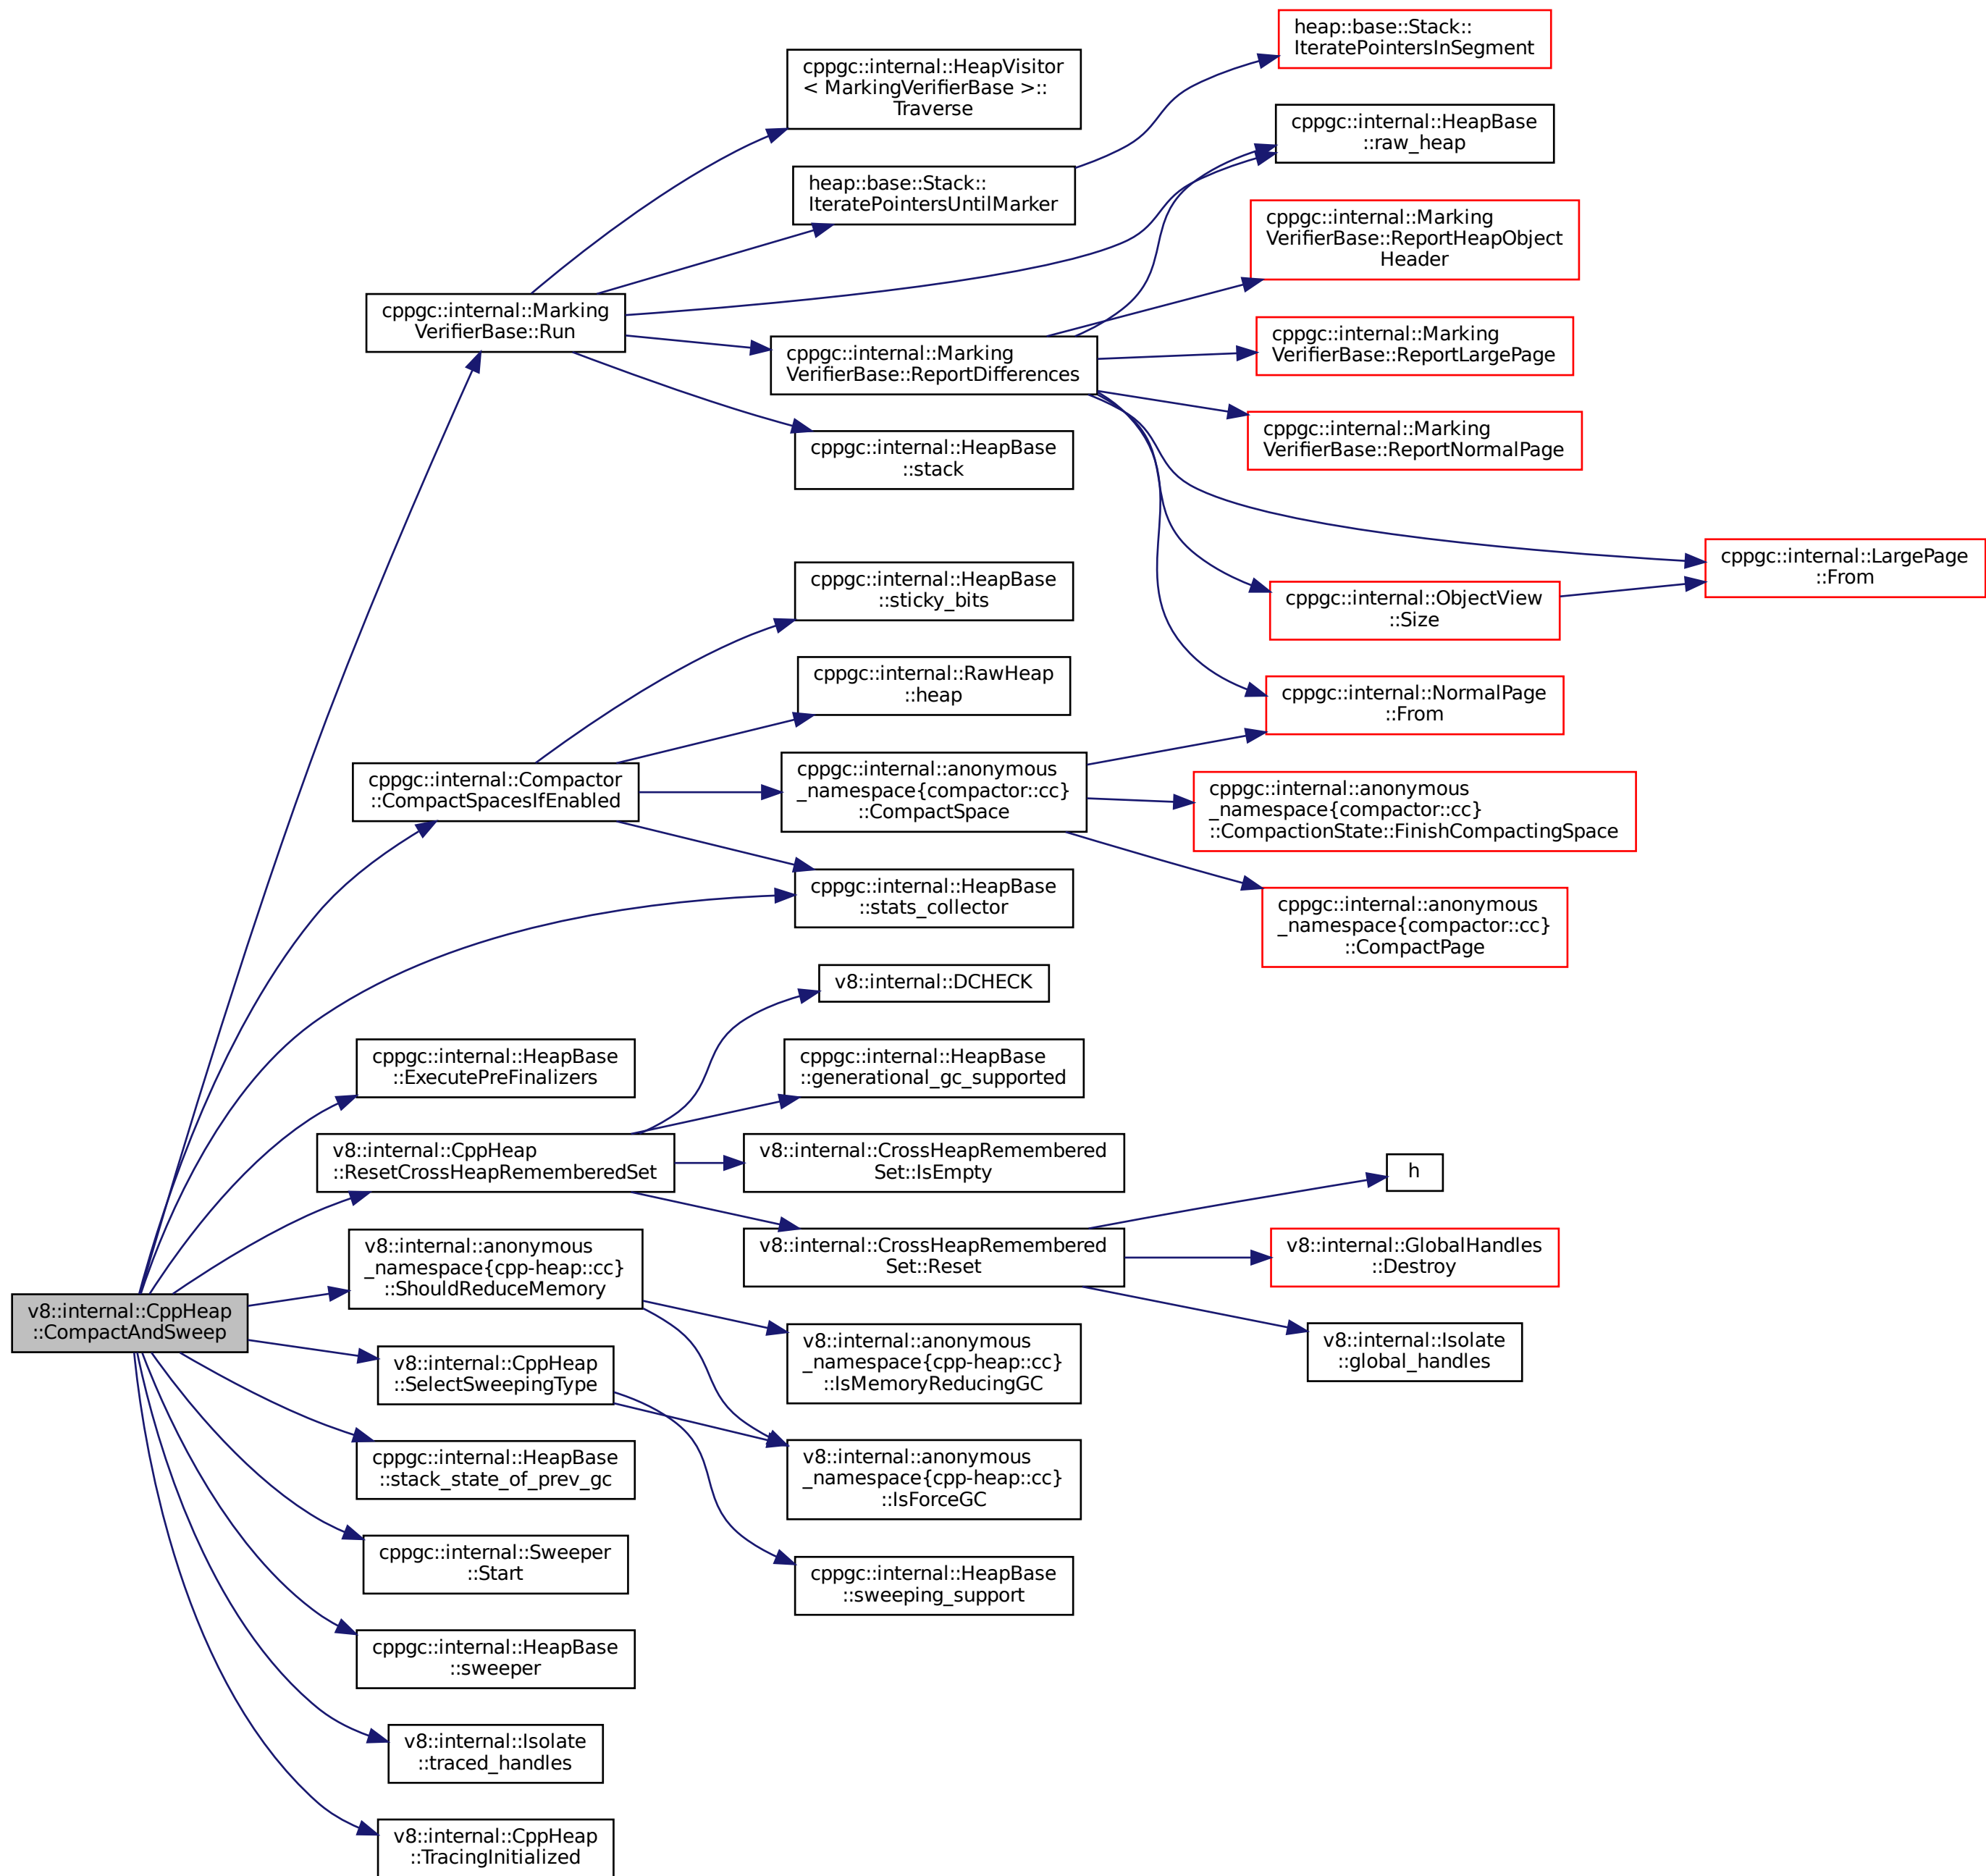 heap::base::Stack::
IteratePointersInSegment
cppgc::internal::HeapVisitor
< MarkingVerifierBase >::
Traverse
cppgc::internal::HeapBase
::raw_heap
heap::base::Stack::
IteratePointersUntilMarker
cppgc::internal::Marking
VerifierBase::ReportHeapObject
Header
cppgc::internal::Marking
VerifierBase::Run
cppgc::internal::Marking
VerifierBase::ReportLargePage
cppgc::internal::Marking
VerifierBase::ReportDifferences
cppgc::internal::Marking
VerifierBase::ReportNormalPage
cppgc::internal::HeapBase
::stack
cppgc::internal::LargePage
::From
cppgc::internal::HeapBase
::sticky_bits
cppgc::internal::ObjectView
::Size
cppgc::internal::RawHeap
::heap
cppgc::internal::NormalPage
::From
cppgc::internal::Compactor
::CompactSpacesIfEnabled
cppgc::internal::anonymous
_namespace{compactor::cc}
::CompactSpace
cppgc::internal::anonymous
_namespace{compactor::cc}
::CompactionState::FinishCompactingSpace
cppgc::internal::HeapBase
::stats_collector
cppgc::internal::anonymous
_namespace{compactor::cc}
::CompactPage
v8::internal::DCHECK
cppgc::internal::HeapBase
::ExecutePreFinalizers
cppgc::internal::HeapBase
::generational_gc_supported
v8::internal::CppHeap
::ResetCrossHeapRememberedSet
v8::internal::CrossHeapRemembered
Set::IsEmpty
h
v8::internal::anonymous
_namespace{cpp-heap::cc}
::ShouldReduceMemory
v8::internal::CrossHeapRemembered
Set::Reset
v8::internal::GlobalHandles
::Destroy
v8::internal::CppHeap
::CompactAndSweep
v8::internal::anonymous
_namespace{cpp-heap::cc}
::IsMemoryReducingGC
v8::internal::Isolate
::global_handles
v8::internal::CppHeap
::SelectSweepingType
cppgc::internal::HeapBase
::stack_state_of_prev_gc
v8::internal::anonymous
_namespace{cpp-heap::cc}
::IsForceGC
cppgc::internal::Sweeper
::Start
cppgc::internal::HeapBase
::sweeping_support
cppgc::internal::HeapBase
::sweeper
v8::internal::Isolate
::traced_handles
v8::internal::CppHeap
::TracingInitialized